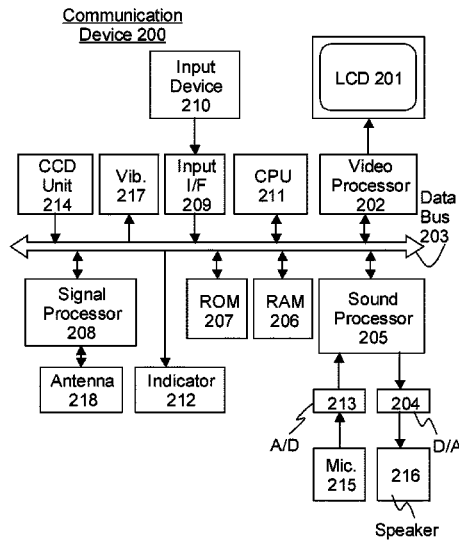 Communication
Device 200
Input
Device
210
LCD 201
CCD
Unit
214
Vib.
217
Input
I/F
209
CPU
211
Video
Processor
202
Data
Bus
203
Signal
Processor
208
ROM
207
RAM
206
Sound
Processor
205
Antenna
218
Indicator
212
213
204
A/D
D/A
Mic.
215
216
Speaker